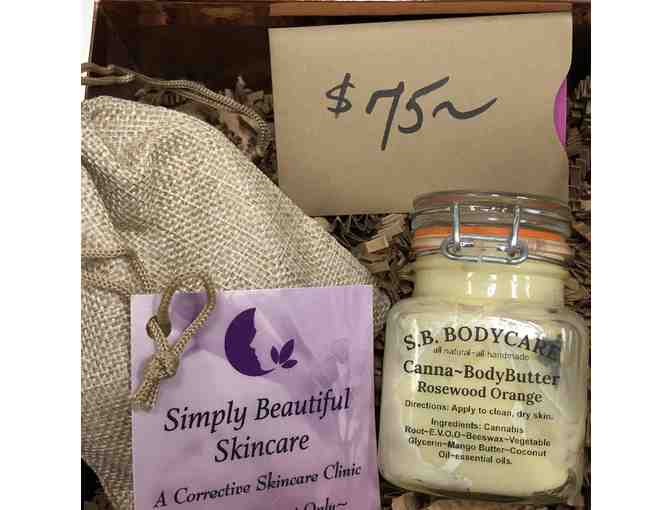 $75~
S.B. BODYCARE
all natural~all handmade
Canna~BodyButter
Rosewood Orange
Directions: Apply to clean, dry skin.
Ingredients: Cannabis
Root~E.V.O.O~Beeswax~Vegetable
Glycerin~Mango Butter~Coconut
Oil~essential oils.
Simply Beautiful
Skincare
A Corrective Skincare Clinic
Only~